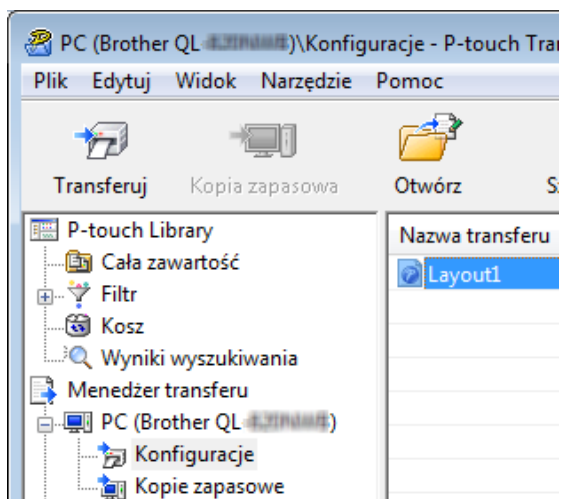 PC (Brother QL )\Konfiguracje - P-touch
Plik Edytuj Widok Narzędzie Pomoc
Transferuj Kopia zapasowa Otwórz
P-touch Library
Nazwa transferu
Cała zawartość
Layout1
Filtr
Kosz
Wyniki wyszukiwania
Menedżer transferu
PC (Brother QL )
Konfiguracje
Kopie zapasowe